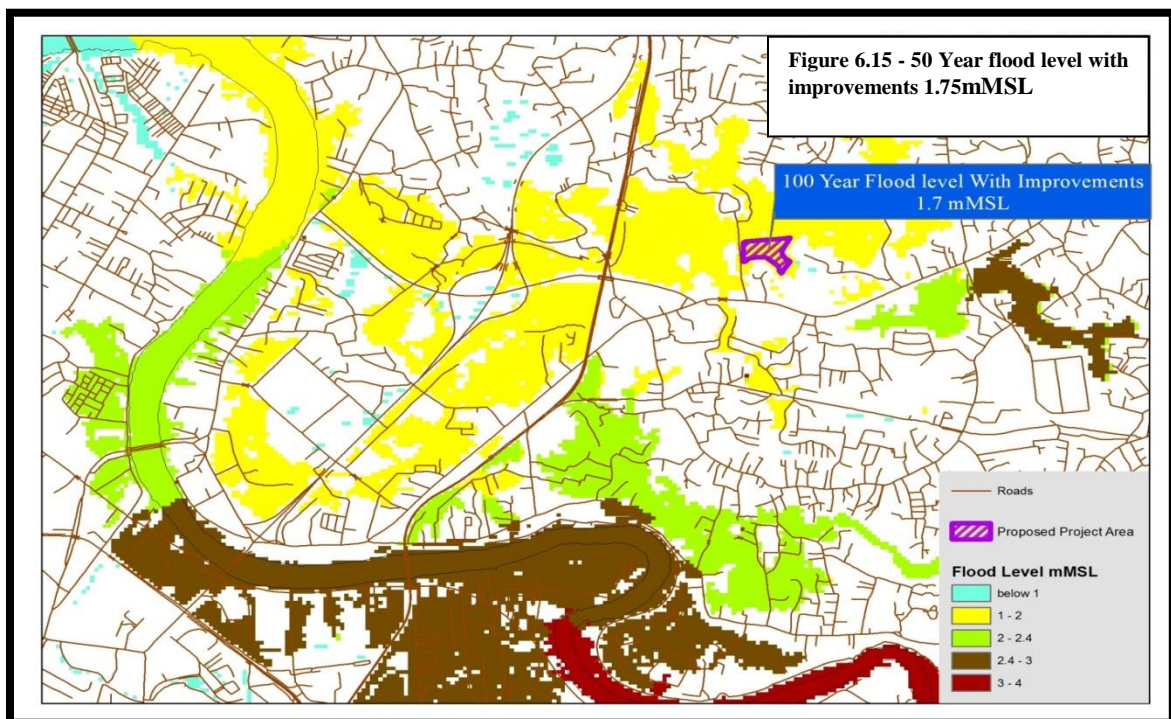 Figure 6.15 - 50 Year flood level with
improvements 1.75mMSL
100 Year Flood level With Improvements
1.7 mMSL
Roads
Proposed Project Area
Flood Level mMSL
below 1
1 - 2
2 - 2.4
2.4 - 3
3 - 4